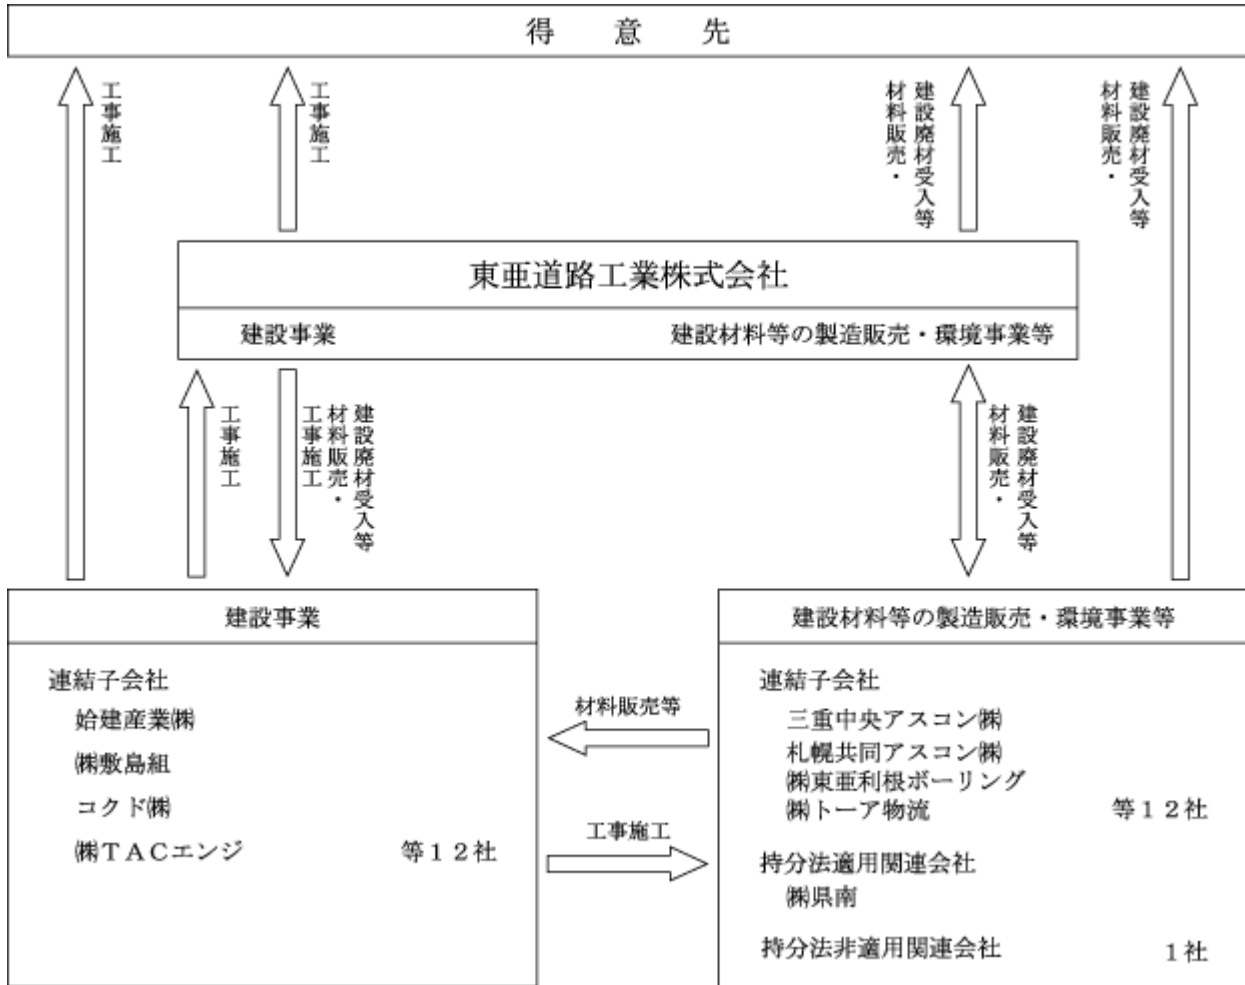 得意先
工事施工
工事施工
材料販売・
建設廃材受入等
材料販売・
建設廃材受入等
東亜道路工業株式会社
建設事業
建設材料等の製造販売・環境事業等
工事施工
工事施工
材料販売・
建設廃材受入等
材料販売・
建設廃材受入等
建設事業
連結子会社
始建産業㈱
㈱敷島組
コクド㈱
㈱TACエンジ 等12社
材料販売等
工事施工
建設材料等の製造販売・環境事業等
連結子会社
三重中央アスコン㈱
札幌共同アスコン㈱
㈱東亜利根ボーリング
㈱トーア物流 等12社
持分法適用関連会社
㈱県南
持分法非適用関連会社 1社